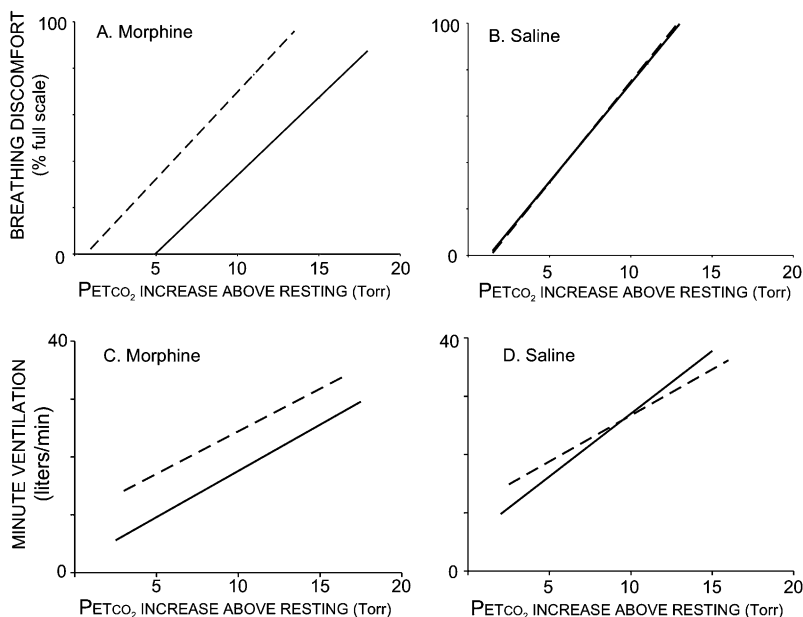 BREATHING DISCOMFORT
(% full scale)
100
0
A. Morphine
5
10
15
20
PETCO2 INCREASE ABOVE RESTING (Torr)
100
0
B. Saline
5
10
15
20
PETCO2 INCREASE ABOVE RESTING (Torr)
MINUTE VENTILATION
(liters/min)
40
0
C. Morphine
5
10
15
20
PETCO2 INCREASE ABOVE RESTING (Torr)
40
0
D. Saline
5
10
15
20
PETCO2 INCREASE ABOVE RESTING (Torr)